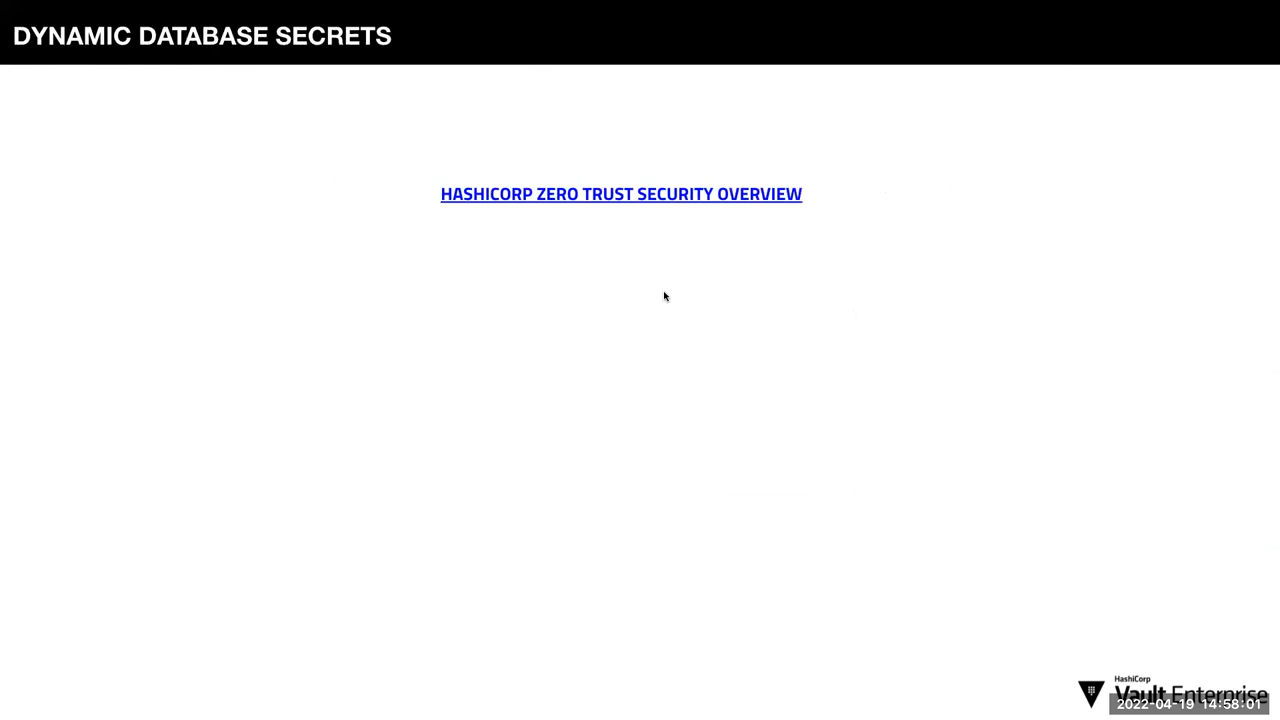 DYNAMIC DATABASE SECRETS
HASHICORP ZERO TRUST SECURITY OVERVIEW
HashiCorp
Vault Enterprise
2022-04-19 14:58:01